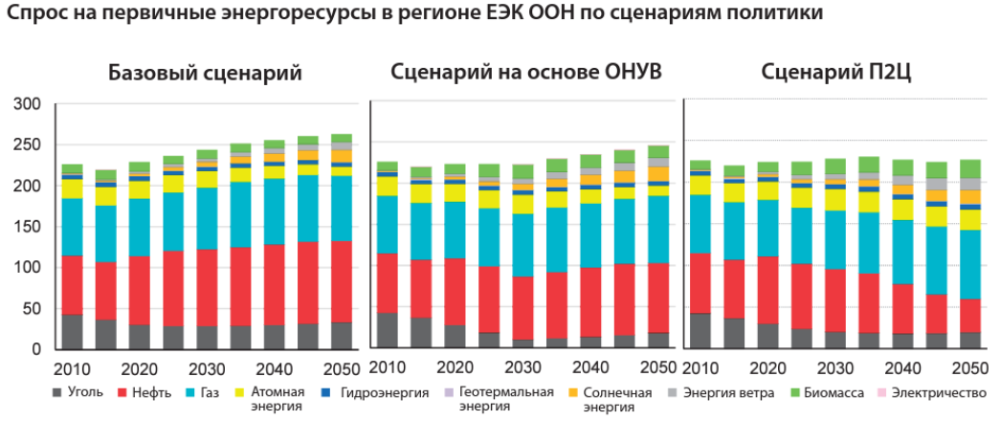 Спрос на первичные энергоресурсы в регионе ЕЭК ООН по сценариям политики
Базовый сценарий
Сценарий на основе ОНУВ
Сценарий П2Ц
300
250
200
150
100
50
0
2010 2020 2030 2040 2050
2010 2020 2030 2040 2050
2010 2020 2030 2040 2050
Уголь
Нефть
Газ
Атомная
энергия
Гидроэнергия
Геотермальная
энергия
Солнечная
энергия
Энергия ветра
Биомасса
Электричество